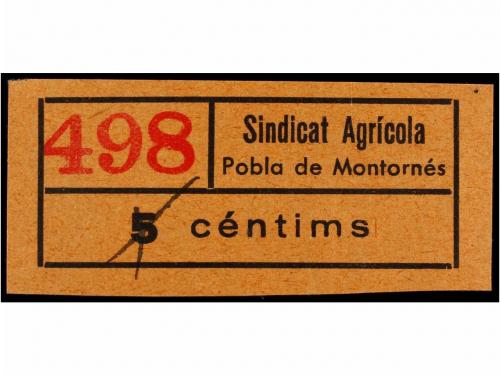 498
Sindicat Agrícola
Pobla de Montornés
5 céntims